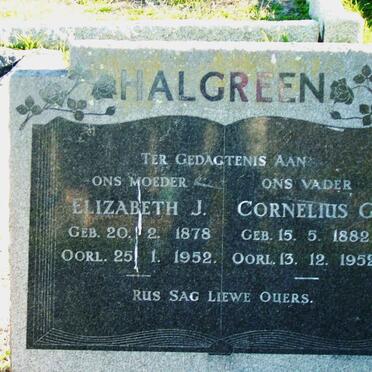 HALGREEN
TER GEDAGTENIS AAN
ONS MOEDER ONS VADER
ELIZABETH J. CORNELIUS G
GEB. 20. 2. 1878 GEB. 15. 5. 1882
OORL. 25. 1. 1952. OORL. 13. 12. 1952
RUS SAG LIEWE OUERS.